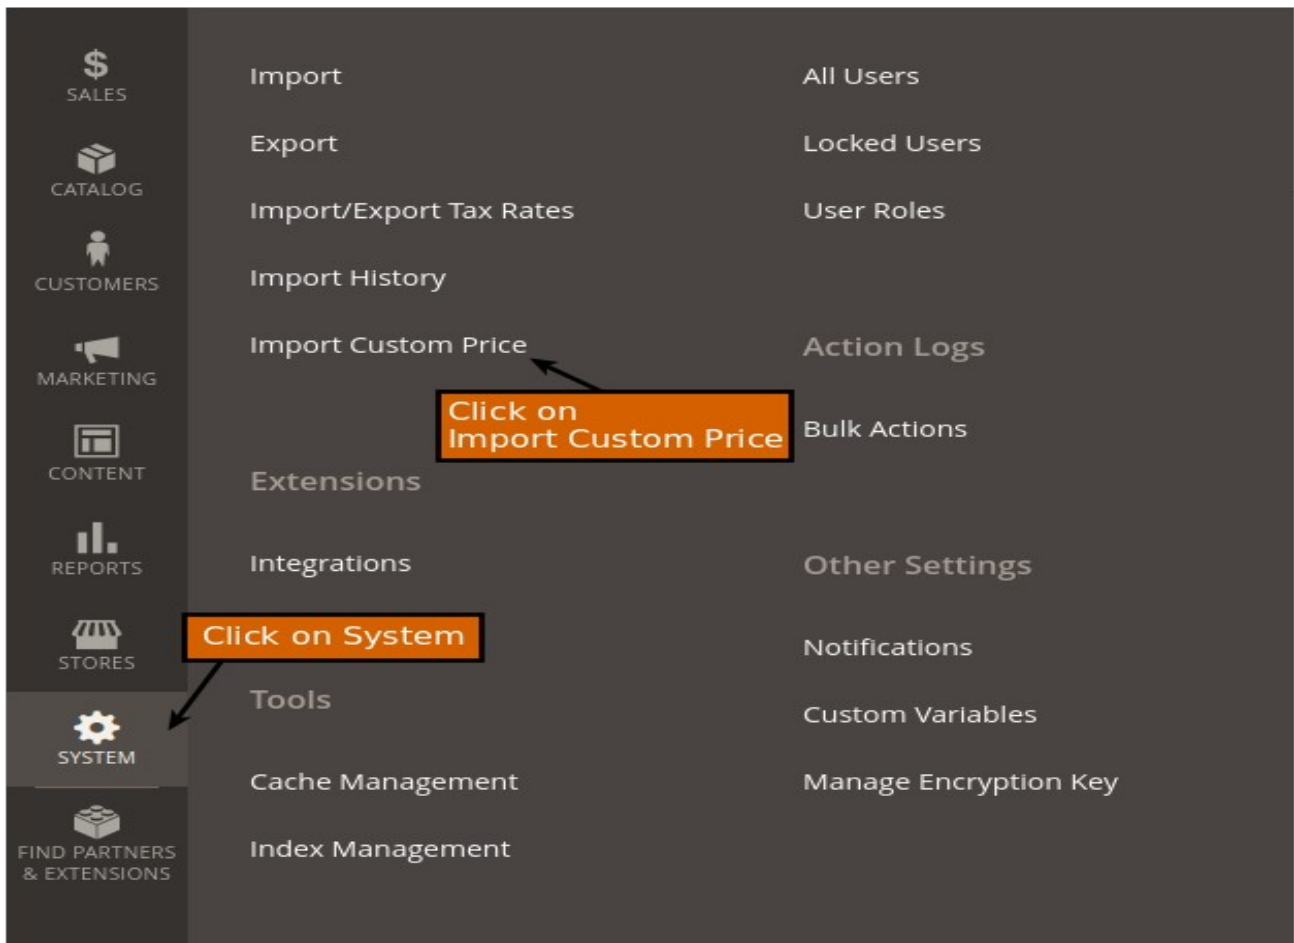 SALES
CATALOG
CUSTOMERS
MARKETING
CONTENT
REPORTS
STORES
SYSTEM
FIND PARTNERS
& EXTENSIONS
Import
Export
Import/Export Tax Rates
Import History
Import Custom Price
Click on
Import Custom Price
Extensions
Integrations
Click on System
Tools
Cache Management
Index Management
All Users
Locked Users
User Roles
Action Logs
Bulk Actions
Other Settings
Notifications
Custom Variables
Manage Encryption Key